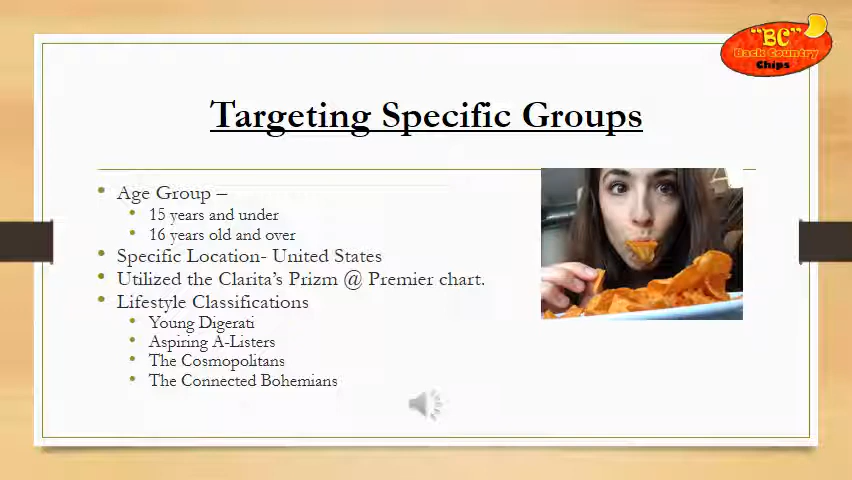 "BC"
Back Country
Chips
Targeting Specific Groups
Age Group –
15 years and under
16 years old and over
Specific Location- United States
Utilized the Clarita's Prizm @ Premier chart.
Lifestyle Classifications
Young Digerati
Aspiring A-Listers
The Cosmopolitans
The Connected Bohemians